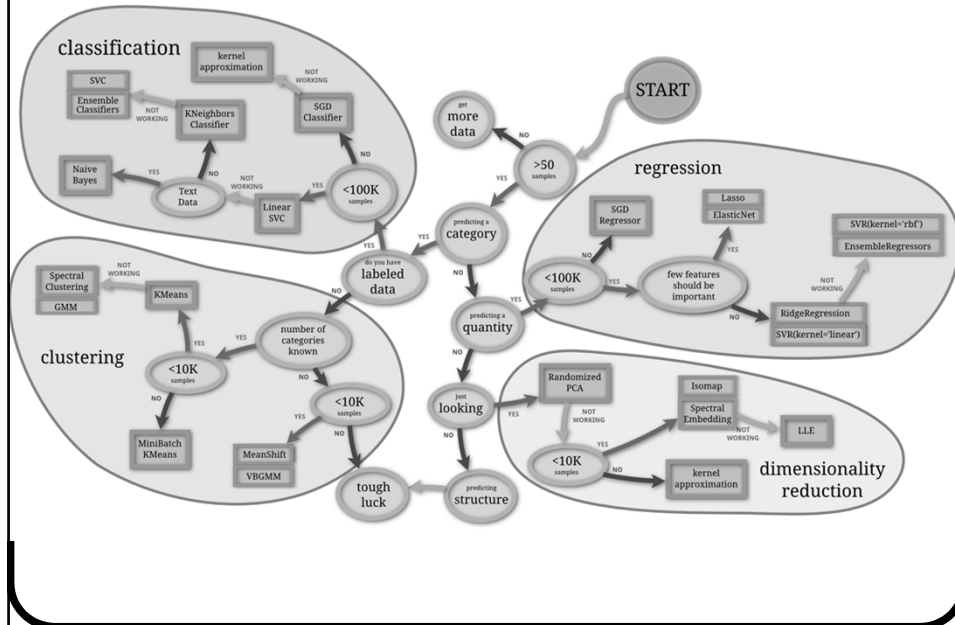 classification
kernel
approximation
NOT
WORKING
SVC
Ensemble
Classifiers
NOT
WORKING
KNeighbors
Classifier
SGD
Classifier
NO
Naive
Bayes
YES
Text
Data
NO
NOT
WORKING
Linear
SVC
YES
<100K
samples
YES
START
get
more
data
NO
>50
samples
YES
predicting a
category
YES
NO
do you have
labeled
data
NO
predicting a
quantity
YES
NO
just
looking
YES
NO
predicting
structure
tough
luck
regression
SGD
Regressor
NO
<100K
samples
YES
Lasso
ElasticNet
YES
few features
should be
important
NO
SVR(kernel='rbf')
EnsembleRegressors
NOT
WORKING
RidgeRegression
SVR(kernel='linear')
clustering
Spectral
Clustering
GMM
NOT
WORKING
KMeans
YES
<10K
samples
NO
MiniBatch
KMeans
YES
number of
categories
known
NO
<10K
samples
YES
NO
MeanShift
VBGMM
Randomized
PCA
NOT
WORKING
<10K
samples
YES
NO
Isomap
Spectral
Embedding
NOT
WORKING
LLE
kernel
approximation
dimensionality
reduction